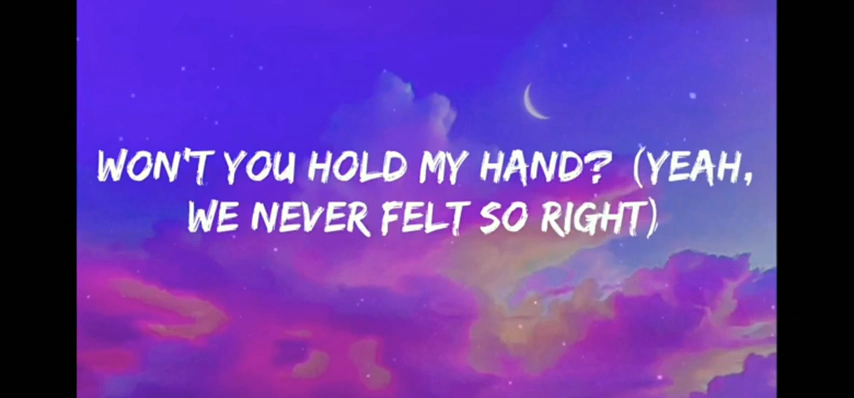 WON'T YOU HOLD MY HAND? (YEAH,
WE NEVER FELT SO RIGHT)